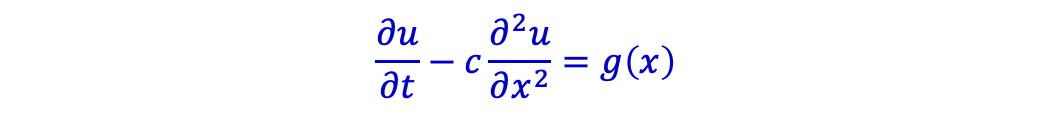 ∂u/∂t − c ∂²u/∂x² = g(x)